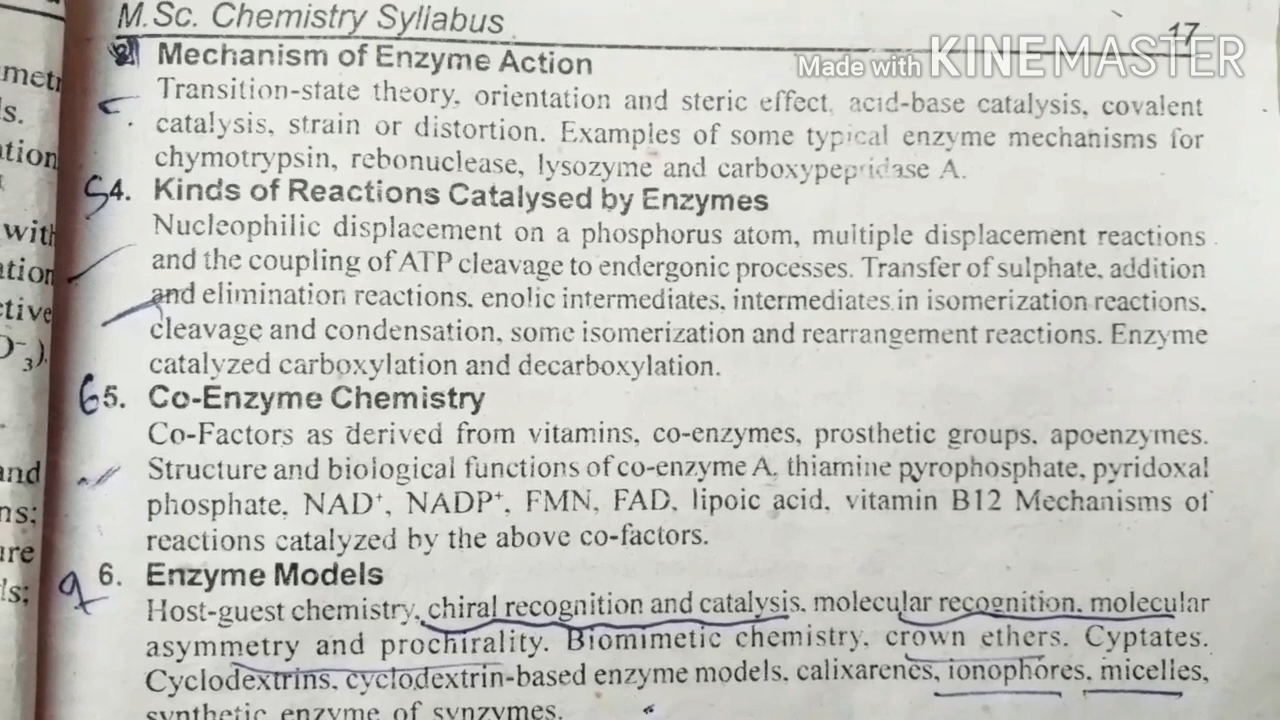 M.Sc. Chemistry Syllabus 17
Made with KINEMASTER
Mechanism of Enzyme Action
Transition-state theory, orientation and steric effect, acid-base catalysis, covalent
catalysis, strain or distortion. Examples of some typical enzyme mechanisms for
chymotrypsin, rebonuclease, lysozyme and carboxypeptidase A.
54. Kinds of Reactions Catalysed by Enzymes
Nucleophilic displacement on a phosphorus atom, multiple displacement reactions
and the coupling of ATP cleavage to endergonic processes. Transfer of sulphate, addition
and elimination reactions, enolic intermediates, intermediates in isomerization reactions,
cleavage and condensation, some isomerization and rearrangement reactions. Enzyme
catalyzed carboxylation and decarboxylation.
65. Co-Enzyme Chemistry
Co-Factors as derived from vitamins, co-enzymes, prosthetic groups, apoenzymes.
Structure and biological functions of co-enzyme A, thiamine pyrophosphate, pyridoxal
phosphate, NAD⁺, NADP⁺, FMN, FAD, lipoic acid, vitamin B12 Mechanisms of
reactions catalyzed by the above co-factors.
6. Enzyme Models
Host-guest chemistry, chiral recognition and catalysis, molecular recognition, molecular
asymmetry and prochirality. Biomimetic chemistry, crown ethers. Cyptates.
Cyclodextrins, cyclodextrin-based enzyme models, calixarenes, ionophores, micelles,
synthetic enzyme of synzymes.